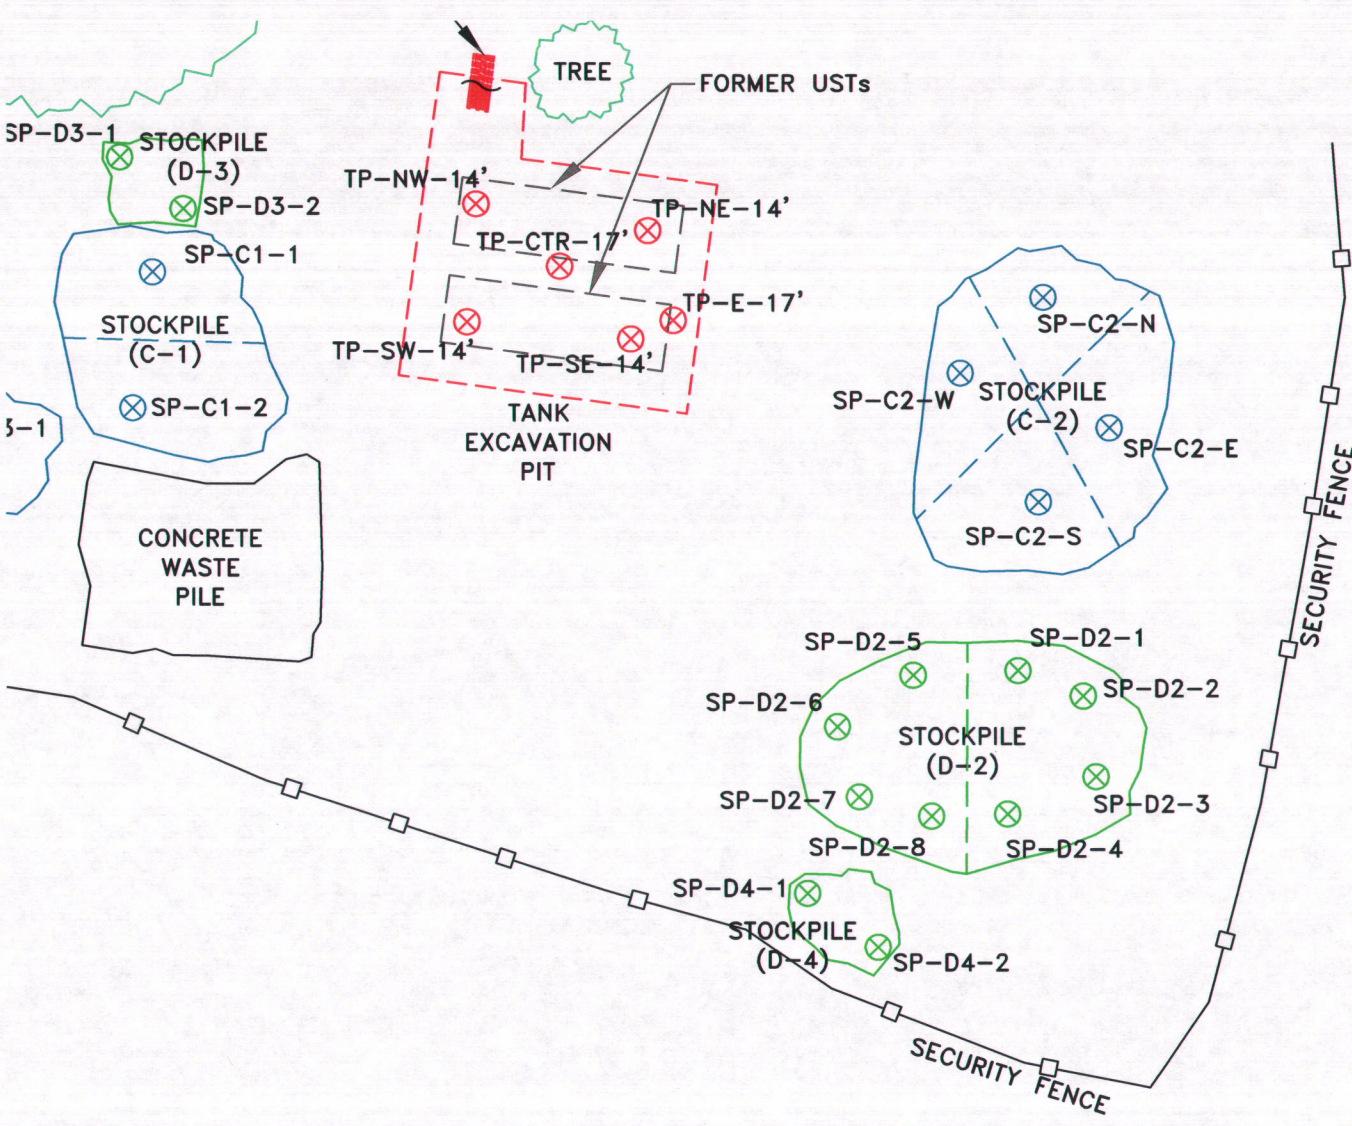 TREE
FORMER USTs
SP-D3-1
STOCKPILE
(D-3)
SP-D3-2
TP-NW-14'
TP-NE-14'
TP-CTR-17'
TP-E-17'
TP-SW-14'
TP-SE-14'
TANK
EXCAVATION
PIT
SP-C1-1
STOCKPILE
(C-1)
SP-C1-2
-1
CONCRETE
WASTE
PILE
SP-C2-N
SP-C2-W
STOCKPILE
(C-2)
SP-C2-E
SP-C2-S
SECURITY FENCE
SP-D2-5
SP-D2-1
SP-D2-6
SP-D2-2
STOCKPILE
(D-2)
SP-D2-7
SP-D2-3
SP-D2-8
SP-D2-4
SP-D4-1
STOCKPILE
(D-4)
SP-D4-2
SECURITY FENCE